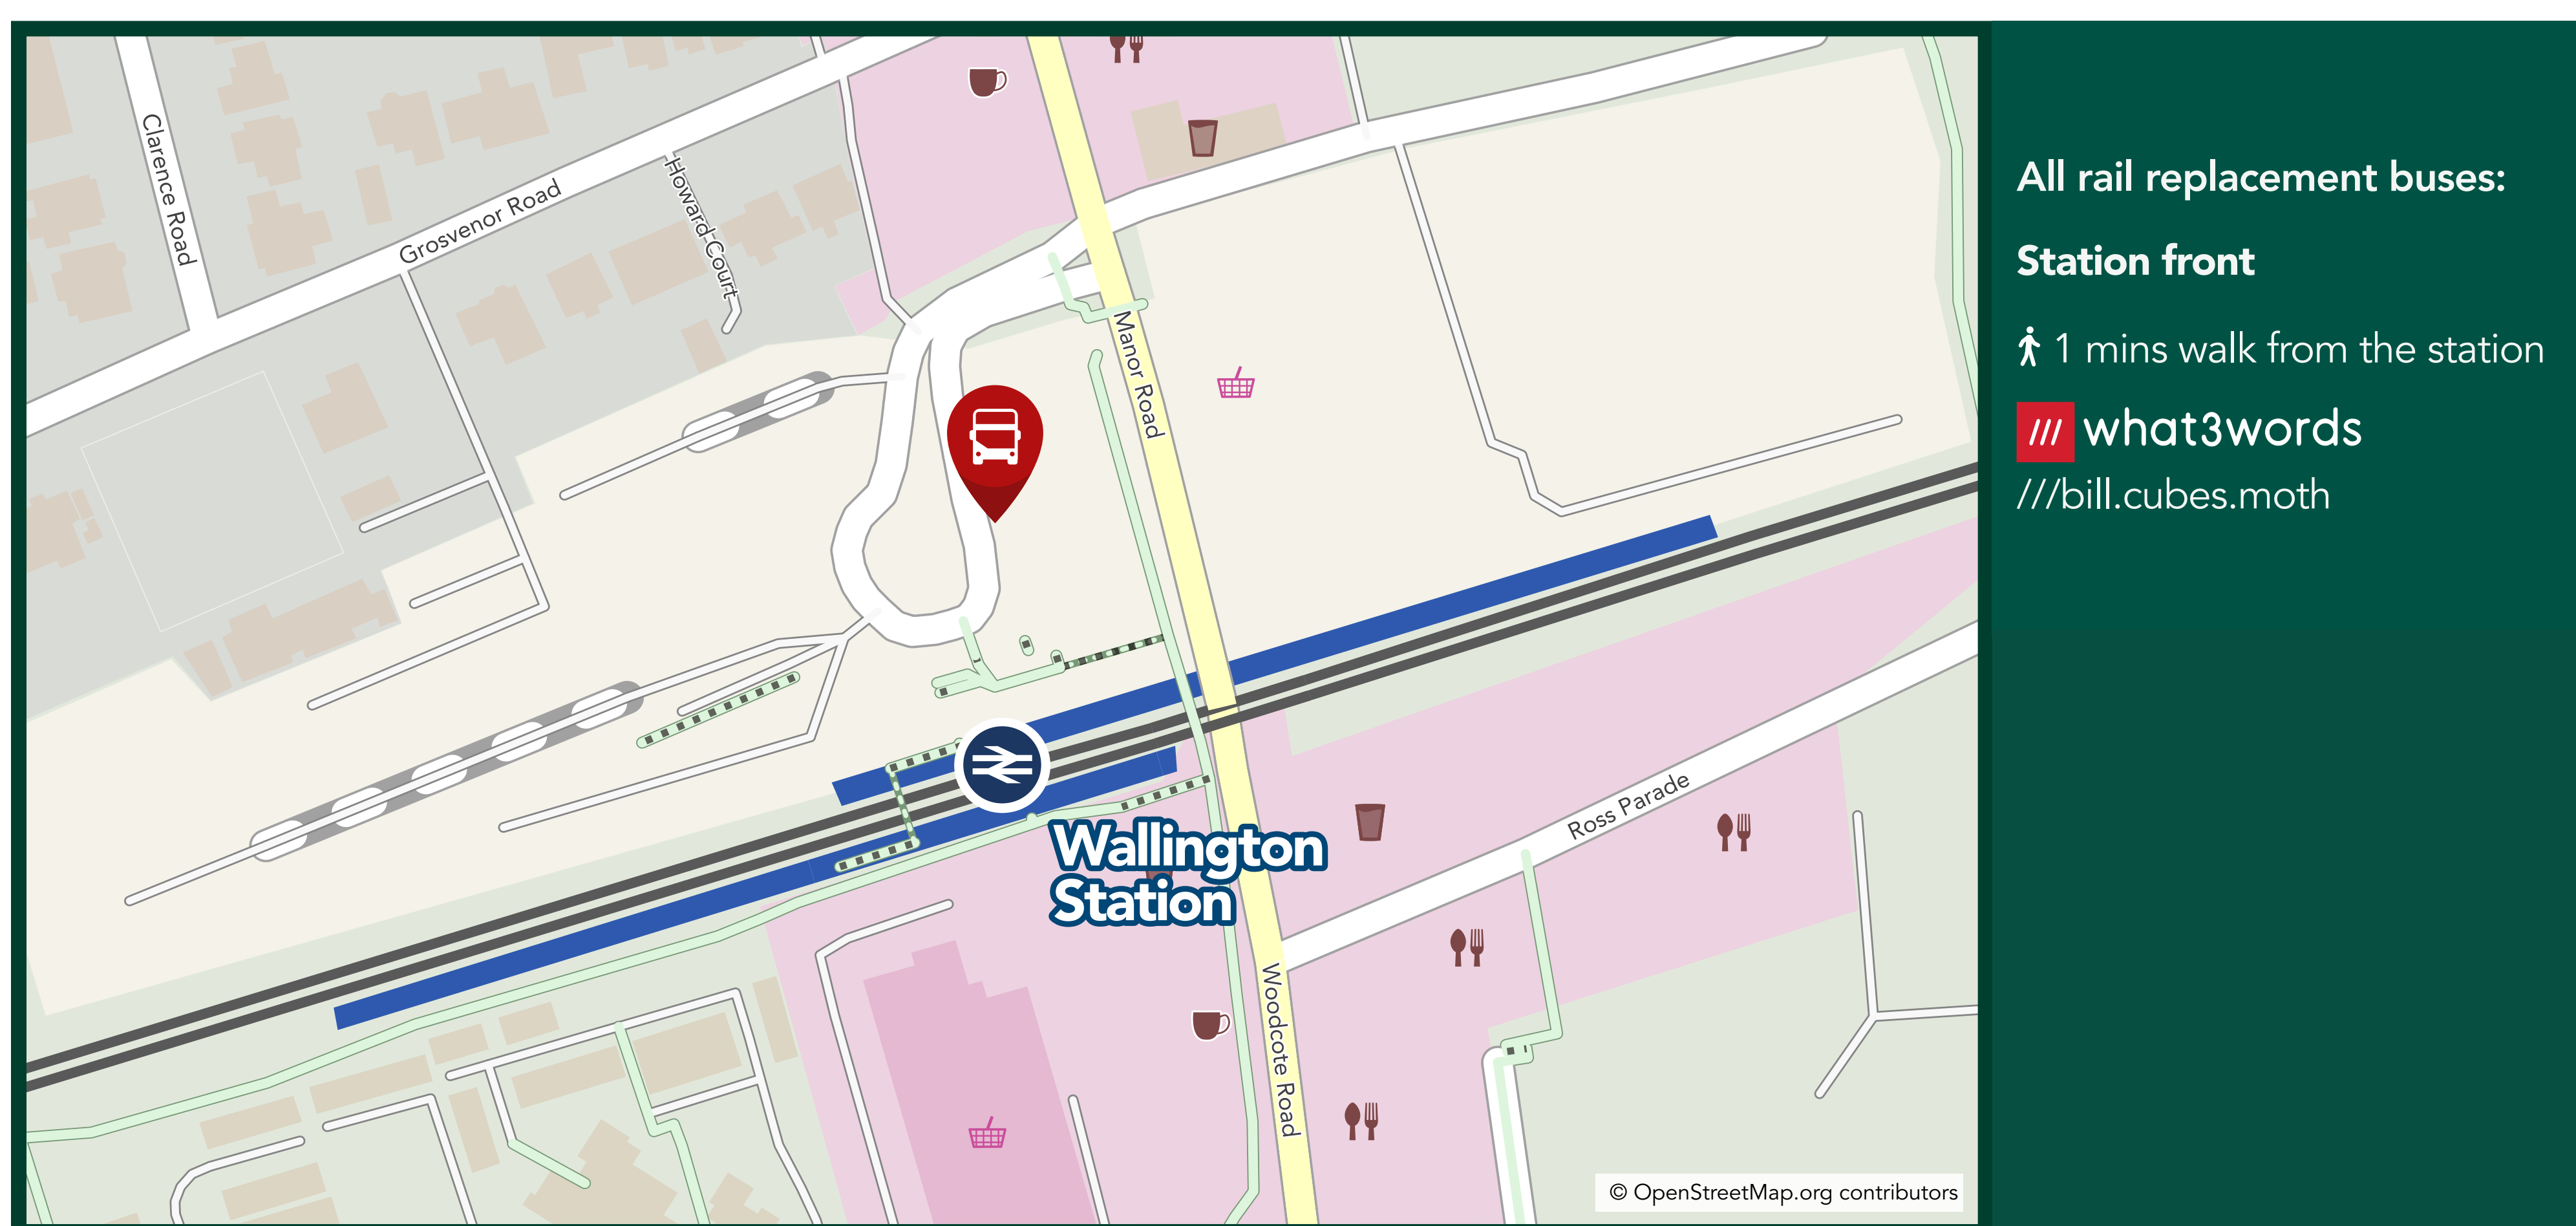 Clarence Road
Grosvenor Road
Howard Court
Manor Road
Wallington
Station
Ross Parade
Woodcote Road
© OpenStreetMap.org contributors
All rail replacement buses:
Station front
1 mins walk from the station
/// what3words
///bill.cubes.moth